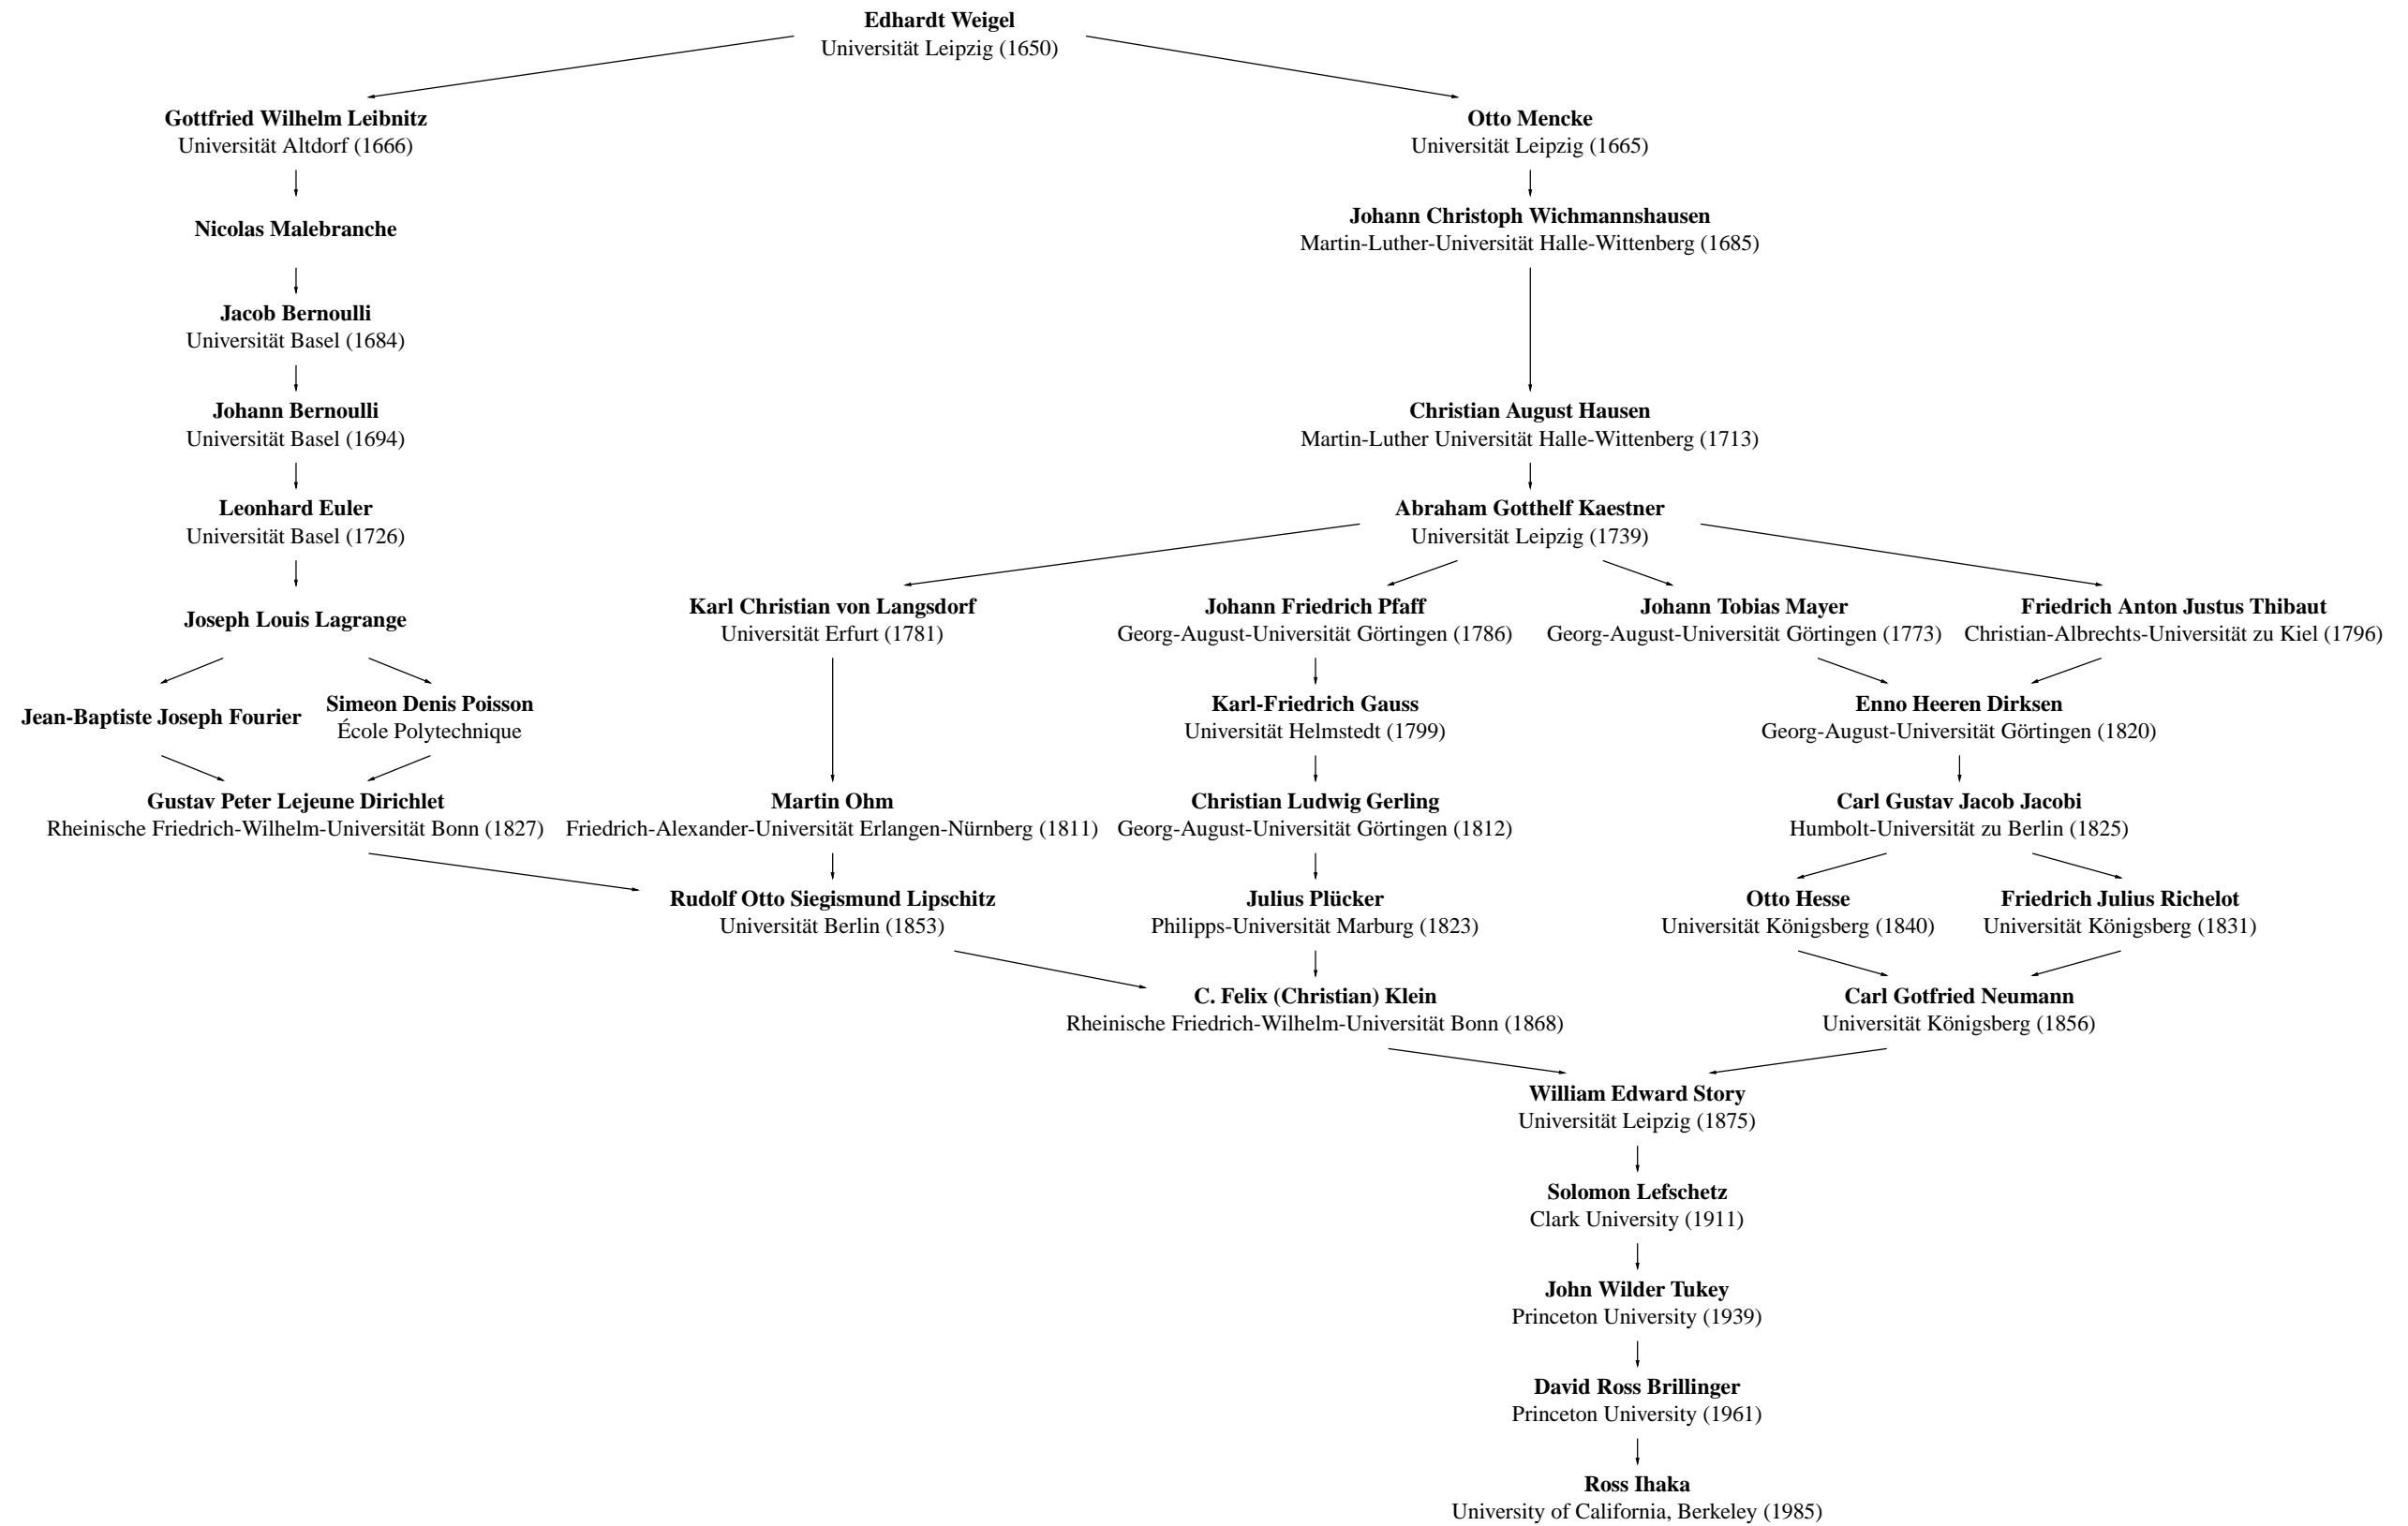 Edhardt Weigel
Universität Leipzig (1650)
Gottfried Wilhelm Leibnitz
Universität Altdorf (1666)
Otto Mencke
Universität Leipzig (1665)
Nicolas Malebranche
Johann Christoph Wichmannshausen
Martin-Luther-Universität Halle-Wittenberg (1685)
Jacob Bernoulli
Universität Basel (1684)
Johann Bernoulli
Universität Basel (1694)
Christian August Hausen
Martin-Luther Universität Halle-Wittenberg (1713)
Leonhard Euler
Universität Basel (1726)
Abraham Gotthelf Kaestner
Universität Leipzig (1739)
Joseph Louis Lagrange
Karl Christian von Langsdorf
Universität Erfurt (1781)
Johann Friedrich Pfaff
Georg-August-Universität Görtingen (1786)
Johann Tobias Mayer
Georg-August-Universität Görtingen (1773)
Friedrich Anton Justus Thibaut
Christian-Albrechts-Universität zu Kiel (1796)
Jean-Baptiste Joseph Fourier
Simeon Denis Poisson
École Polytechnique
Karl-Friedrich Gauss
Universität Helmstedt (1799)
Enno Heeren Dirksen
Georg-August-Universität Görtingen (1820)
Gustav Peter Lejeune Dirichlet
Rheinische Friedrich-Wilhelm-Universität Bonn (1827)
Martin Ohm
Friedrich-Alexander-Universität Erlangen-Nürnberg (1811)
Christian Ludwig Gerling
Georg-August-Universität Görtingen (1812)
Carl Gustav Jacob Jacobi
Humbolt-Universität zu Berlin (1825)
Rudolf Otto Siegismund Lipschitz
Universität Berlin (1853)
Julius Plücker
Philipps-Universität Marburg (1823)
Otto Hesse
Universität Königsberg (1840)
Friedrich Julius Richelot
Universität Königsberg (1831)
C. Felix (Christian) Klein
Rheinische Friedrich-Wilhelm-Universität Bonn (1868)
Carl Gotfried Neumann
Universität Königsberg (1856)
William Edward Story
Universität Leipzig (1875)
Solomon Lefschetz
Clark University (1911)
John Wilder Tukey
Princeton University (1939)
David Ross Brillinger
Princeton University (1961)
Ross Ihaka
University of California, Berkeley (1985)